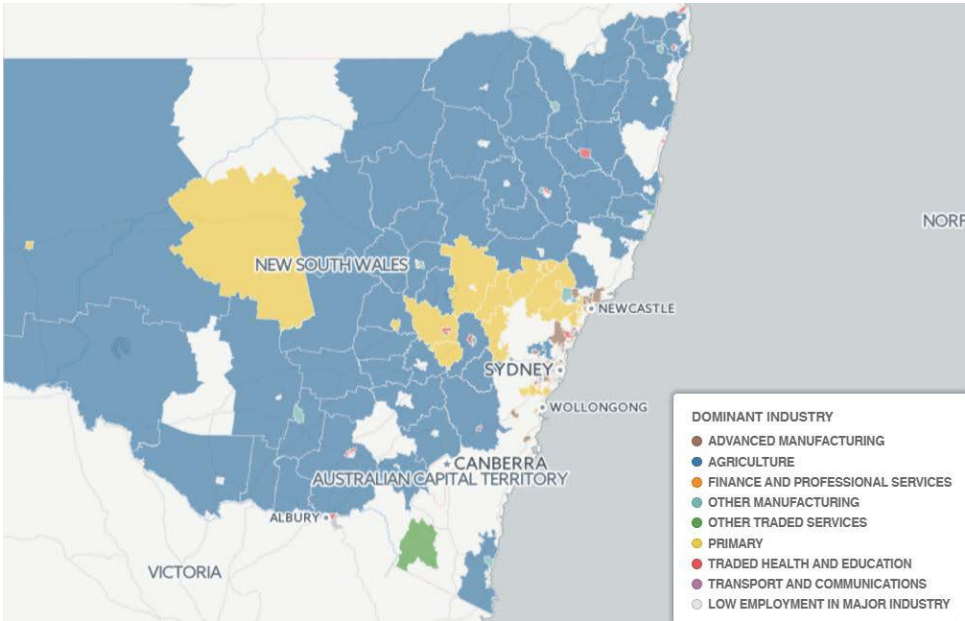 NORF
NEW SOUTH WALES
NEWCASTLE
SYDNEY
WOLLONGONG
CANBERRA
AUSTRALIAN CAPITAL TERRITORY
ALBURY
VICTORIA
DOMINANT INDUSTRY
ADVANCED MANUFACTURING
AGRICULTURE
FINANCE AND PROFESSIONAL SERVICES
OTHER MANUFACTURING
OTHER TRADED SERVICES
PRIMARY
TRADED HEALTH AND EDUCATION
TRANSPORT AND COMMUNICATIONS
LOW EMPLOYMENT IN MAJOR INDUSTRY